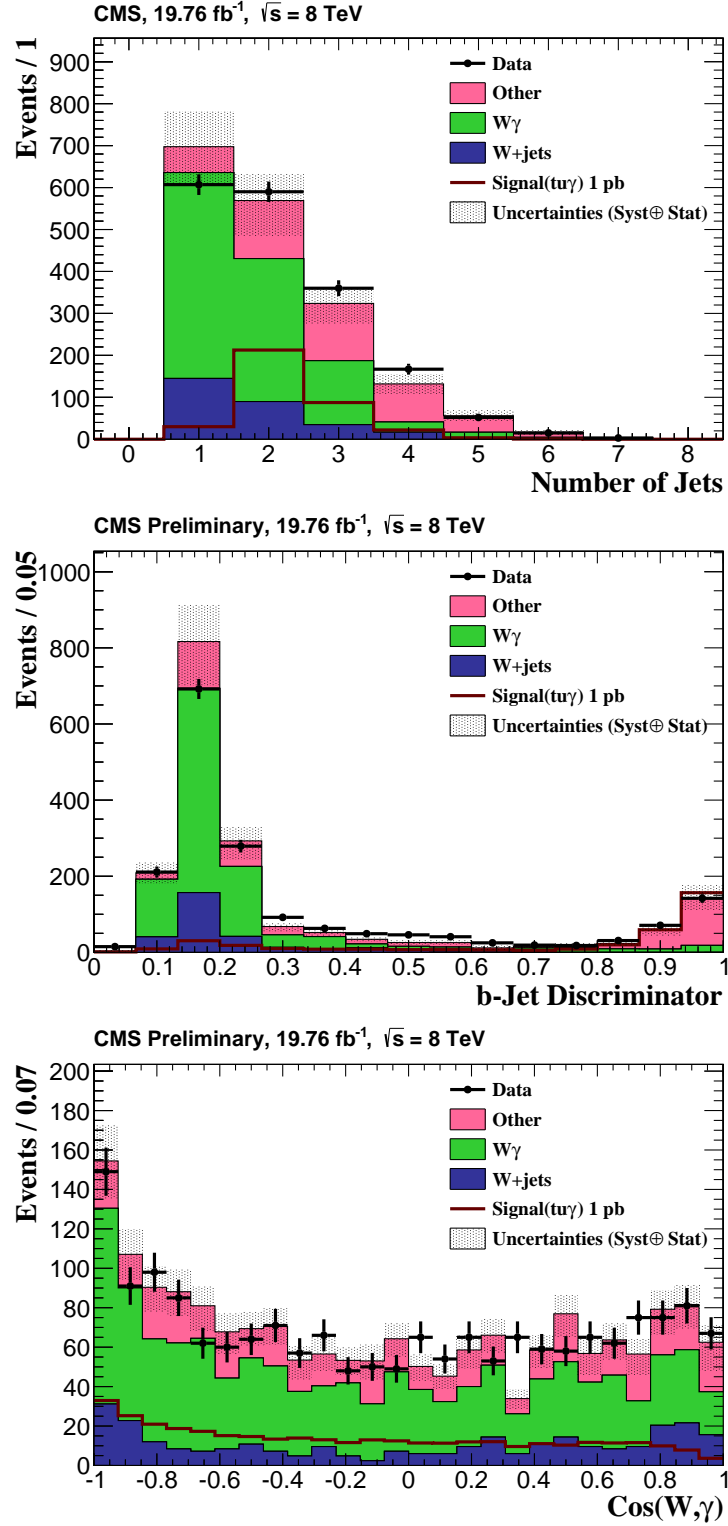 CMS, 19.76 fb⁻¹, √s = 8 TeV
Events / 1
900
800
700
600
500
400
300
200
100
0
Data
Other
Wγ
W+jets
Signal(tuγ) 1 pb
Uncertainties (Syst⊕ Stat)
0 1 2 3 4 5 6 7 8
Number of Jets
CMS Preliminary, 19.76 fb⁻¹, √s = 8 TeV
Events / 0.05
1000
800
600
400
200
0
Data
Other
Wγ
W+jets
Signal(tuγ) 1 pb
Uncertainties (Syst⊕ Stat)
0 0.1 0.2 0.3 0.4 0.5 0.6 0.7 0.8 0.9 1
b-Jet Discriminator
CMS Preliminary, 19.76 fb⁻¹, √s = 8 TeV
Events / 0.07
200
180
160
140
120
100
80
60
40
20
0
Data
Other
Wγ
W+jets
Signal(tuγ) 1 pb
Uncertainties (Syst⊕ Stat)
-1 -0.8 -0.6 -0.4 -0.2 0 0.2 0.4 0.6 0.8 1
Cos(W,γ)